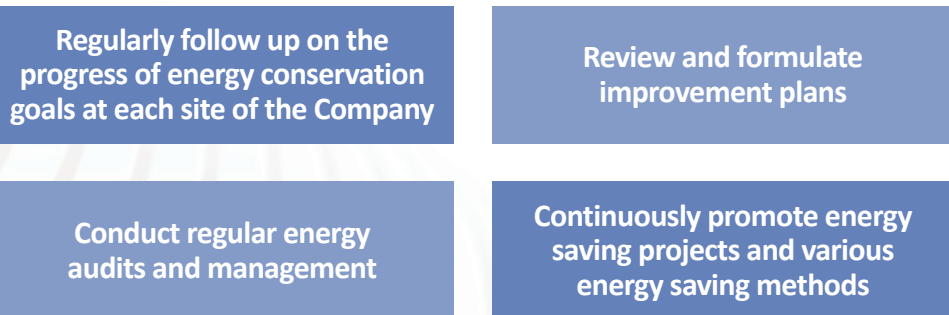 Regularly follow up on the
progress of energy conservation
goals at each site of the Company
Review and formulate
improvement plans
Conduct regular energy
audits and management
Continuously promote energy
saving projects and various
energy saving methods